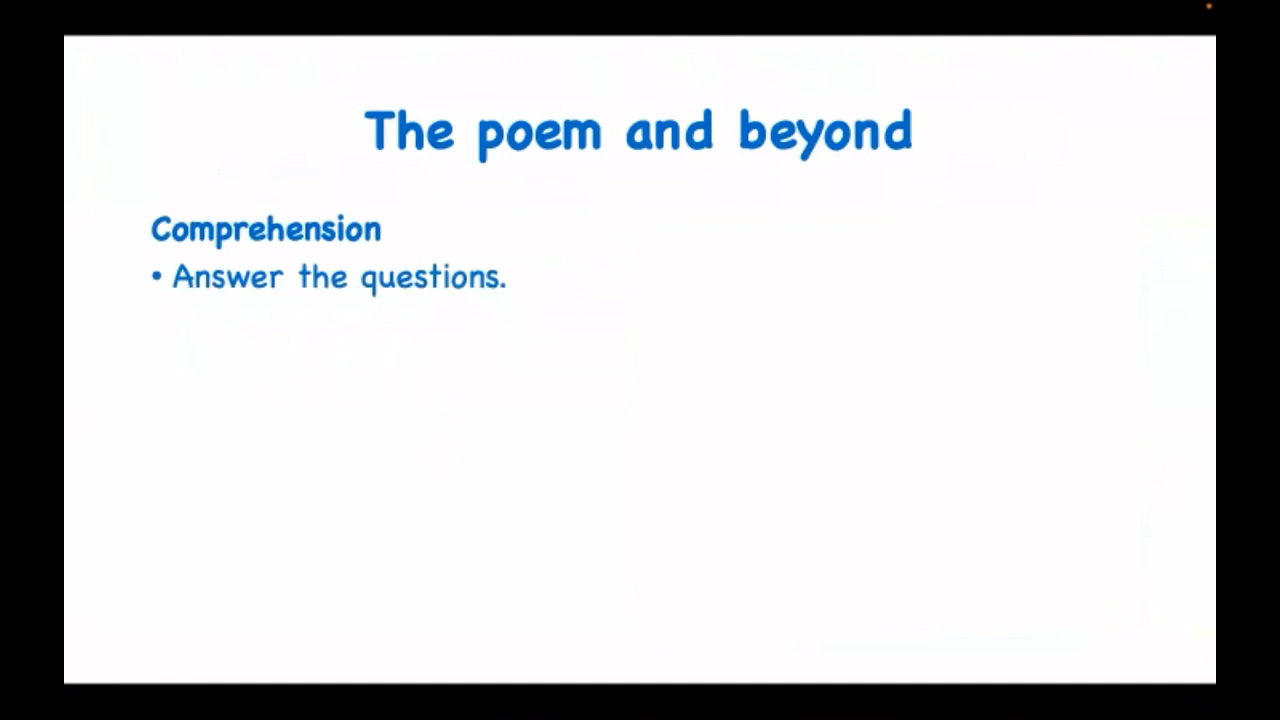 The poem and beyond
Comprehension
• Answer the questions.